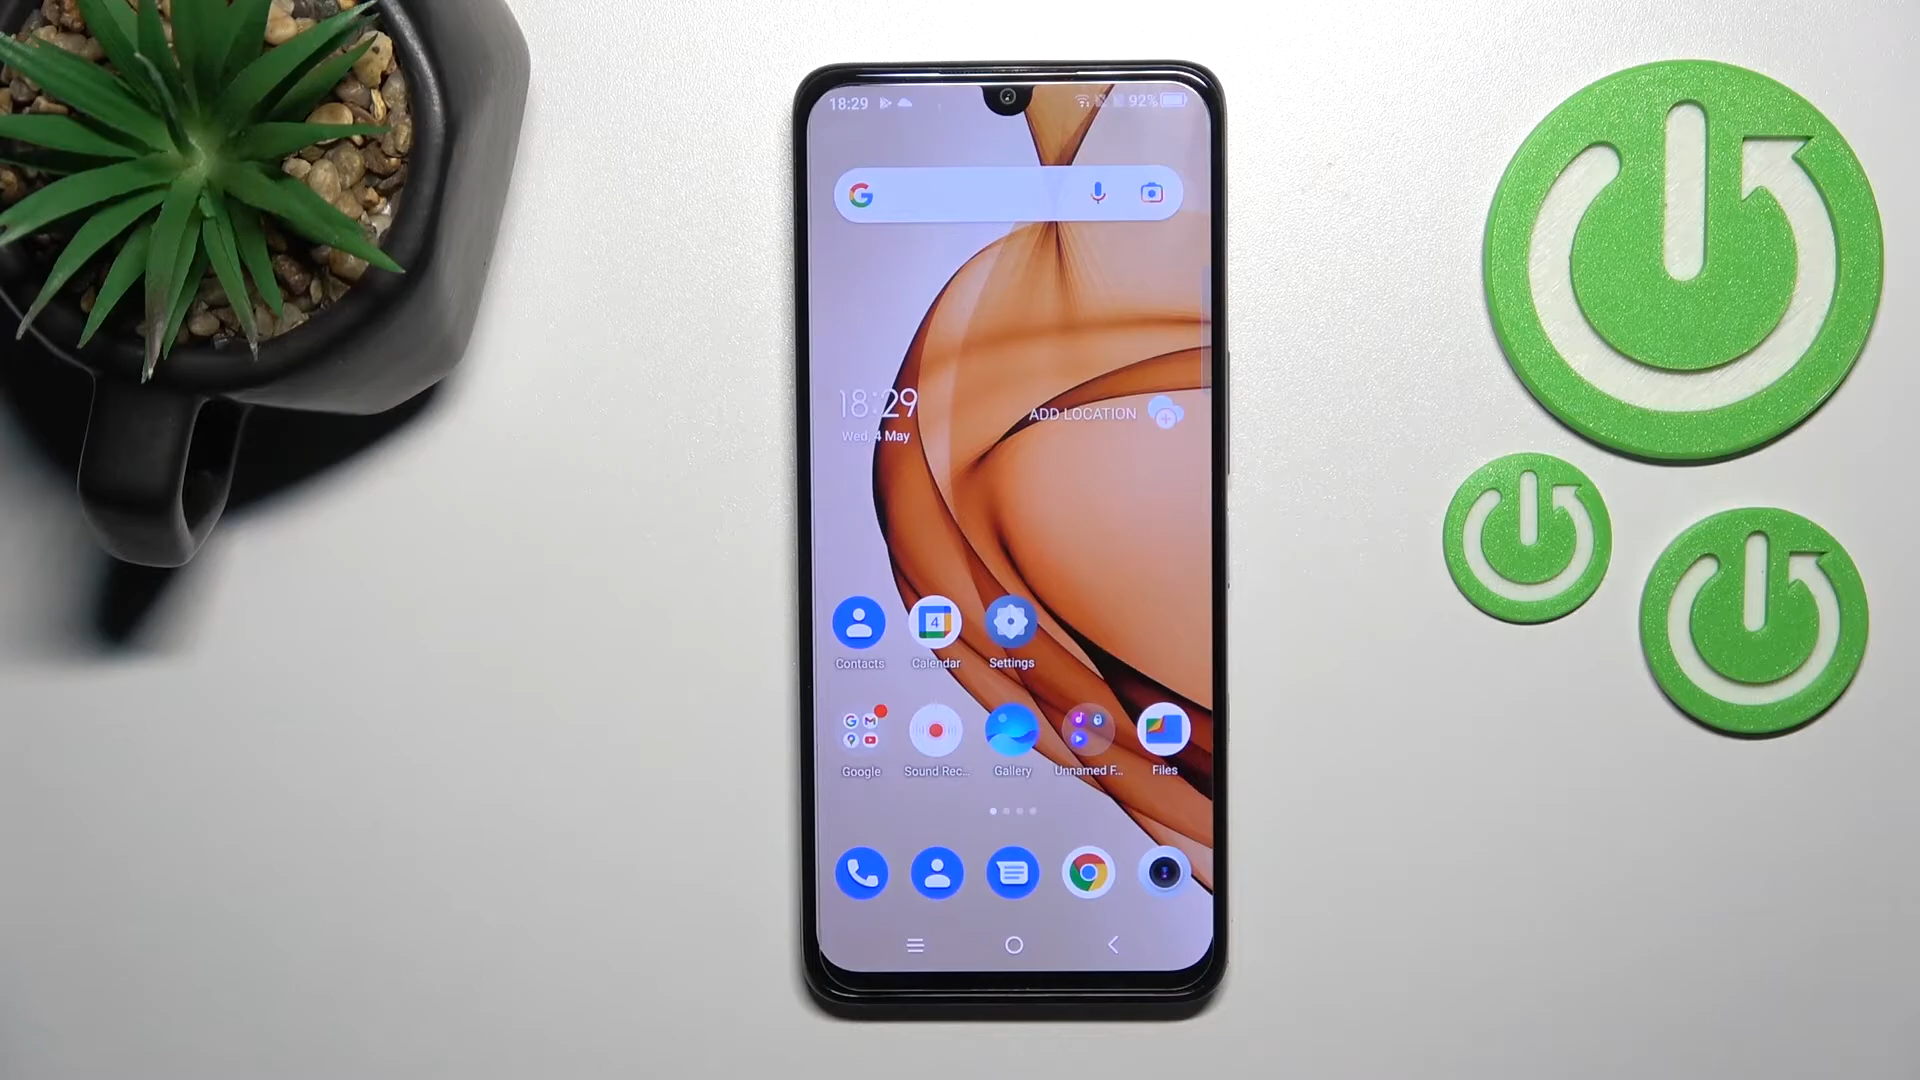 18:29 92%
18:29
Wed, 4 May
ADD LOCATION
4
Contacts Calendar Settings
Google Sound Rec... Gallery Unnamed F... Files